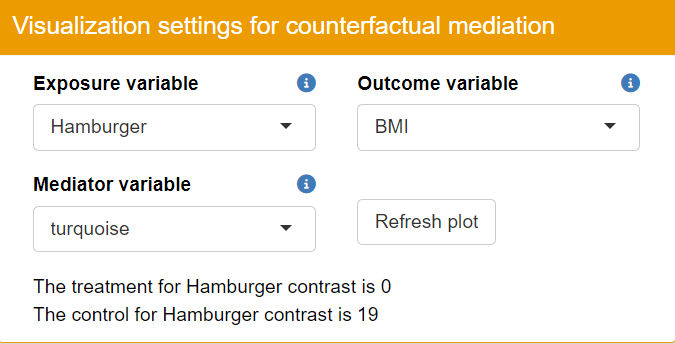 Visualization settings for counterfactual mediation
Exposure variable
Outcome variable
Hamburger
BMI
Mediator variable
turquoise
Refresh plot
The treatment for Hamburger contrast is 0
The control for Hamburger contrast is 19